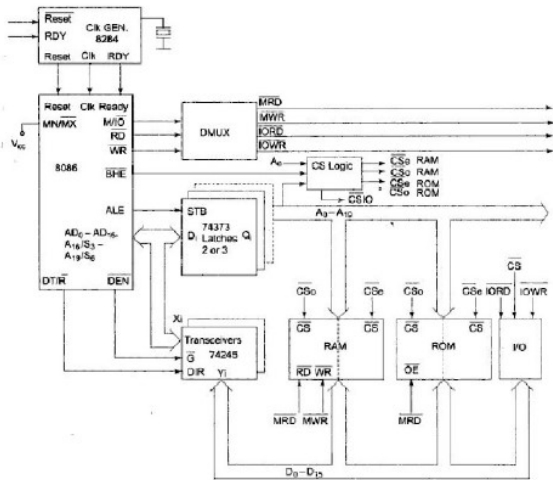 Reset
RDY
Clk GEN.
8284
Reset Clk RDY
Reset Clk Ready
MN/MX
M/IO
RD
WR
Vcc
8086
BHE
ALE
AD0 – AD15-
A16/S3 –
A19/S6
DT/R DEN
DMUX
MRD
MWR
IORD
IOWR
A0
CS Logic
CS0 RAM
CSo RAM
CSe ROM
CSo ROM
CSIO
STB
74373
Di Latches Qi
2 or 3
A0–A19
Xi
Transceivers
74245
G
DIR Yi
CSo
CSe
CSo
CSe
IORD
CS
IOWR
CS
CS
RAM
RD WR
CS
CS
ROM
OE
I/O
MRD
MWR
MRD
D0–D15